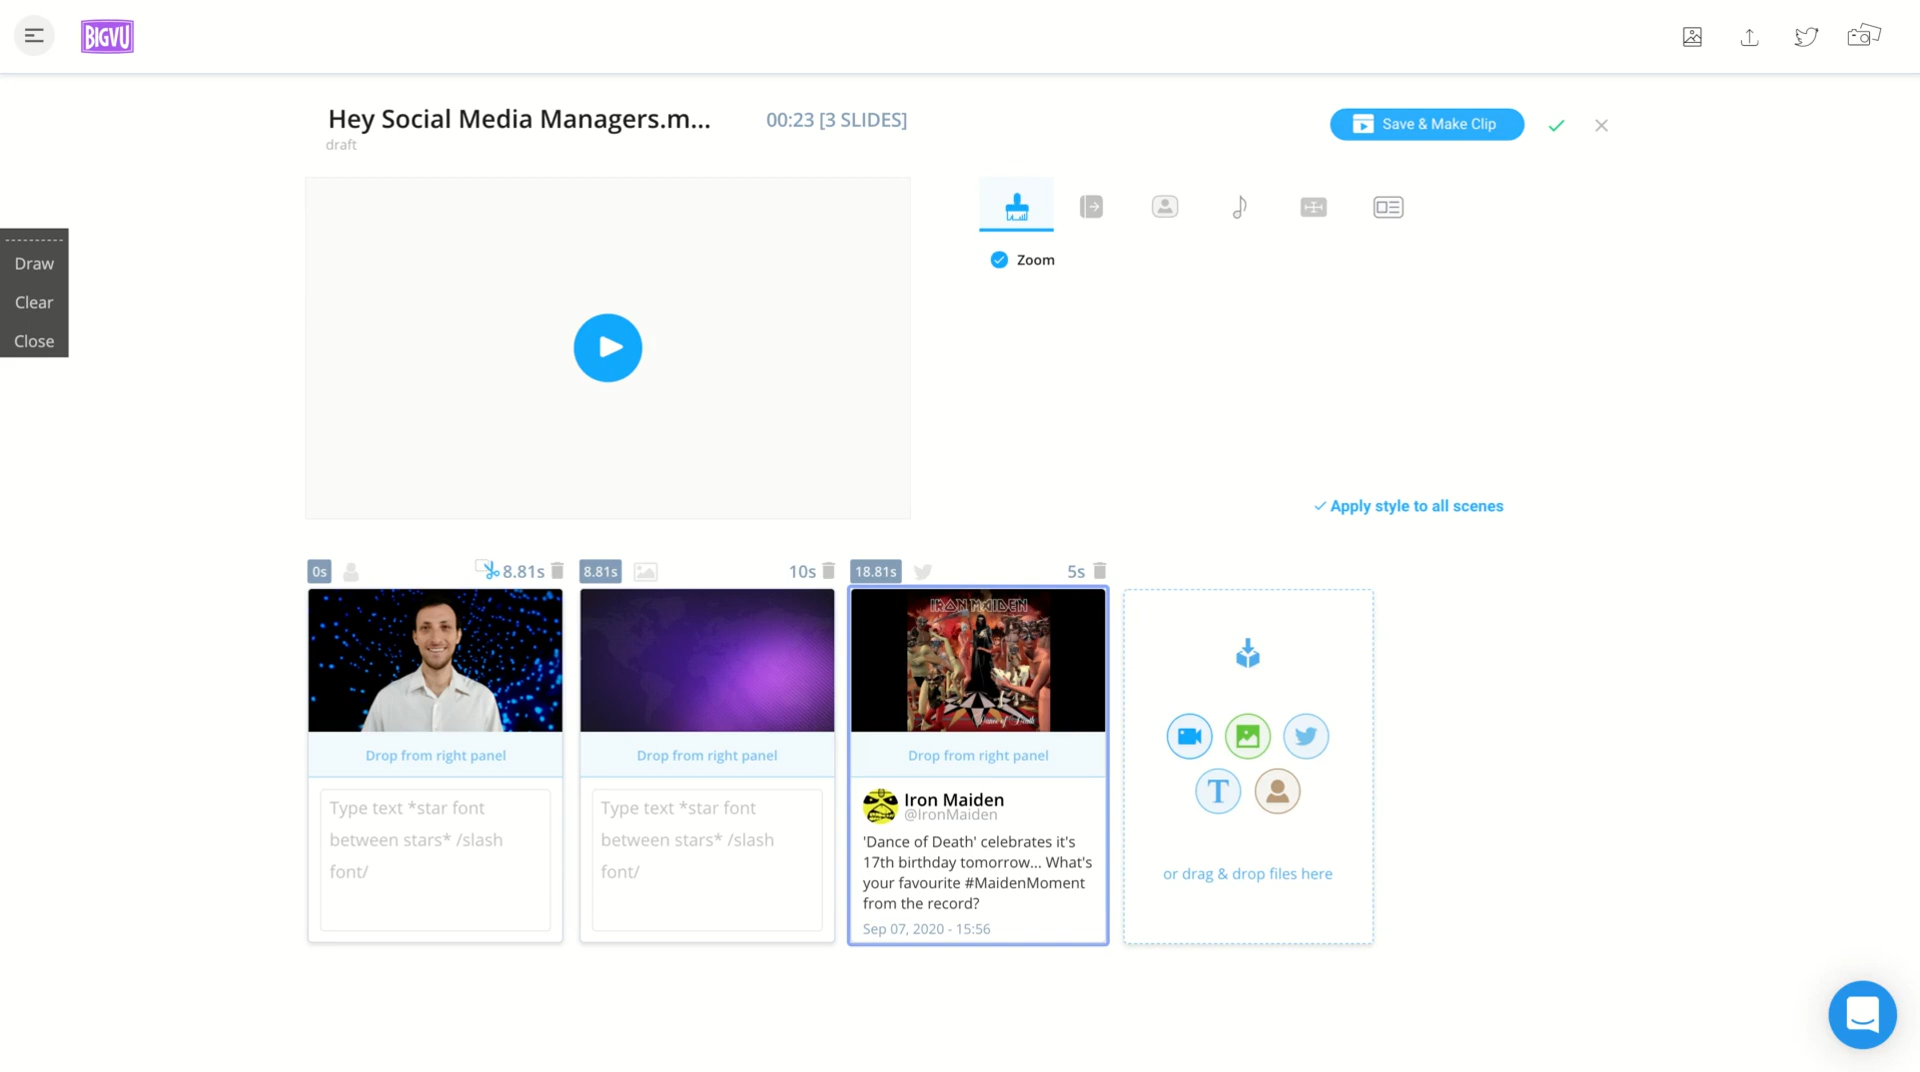 BIGVU
Hey Social Media Managers.m...
00:23 [3 SLIDES]
Save & Make Clip
draft
Draw
Clear
Close
Zoom
Apply style to all scenes
0s
8.81s
8.81s
10s
18.81s
5s
IRON MAIDEN
Dance of Death
Drop from right panel
Drop from right panel
Drop from right panel
Type text *star font
between stars* /slash
font/
Type text *star font
between stars* /slash
font/
Iron Maiden
@IronMaiden
'Dance of Death' celebrates it's
17th birthday tomorrow... What's
your favourite #MaidenMoment
from the record?
Sep 07, 2020 - 15:56
T
or drag & drop files here